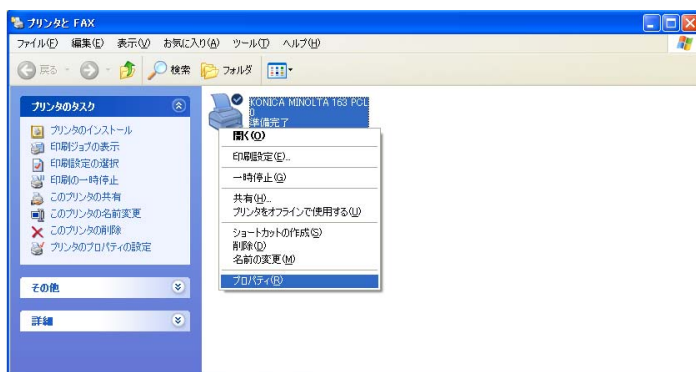 プリンタと FAX
ファイル(F) 編集(E) 表示(V) お気に入り(A) ツール(T) ヘルプ(H)
戻る 検索 フォルダ
プリンタのタスク
プリンタのインストール
印刷ジョブの表示
印刷設定の選択
印刷の一時停止
このプリンタの共有
このプリンタの名前変更
このプリンタの削除
プリンタのプロパティの設定
その他
詳細
KONICA MINOLTA 163 PCL
0
準備完了
開く(O)
印刷設定(E)...
一時停止(G)
共有(H)...
プリンタをオフラインで使用する(U)
ショートカットの作成(S)
削除(D)
名前の変更(M)
プロパティ(R)